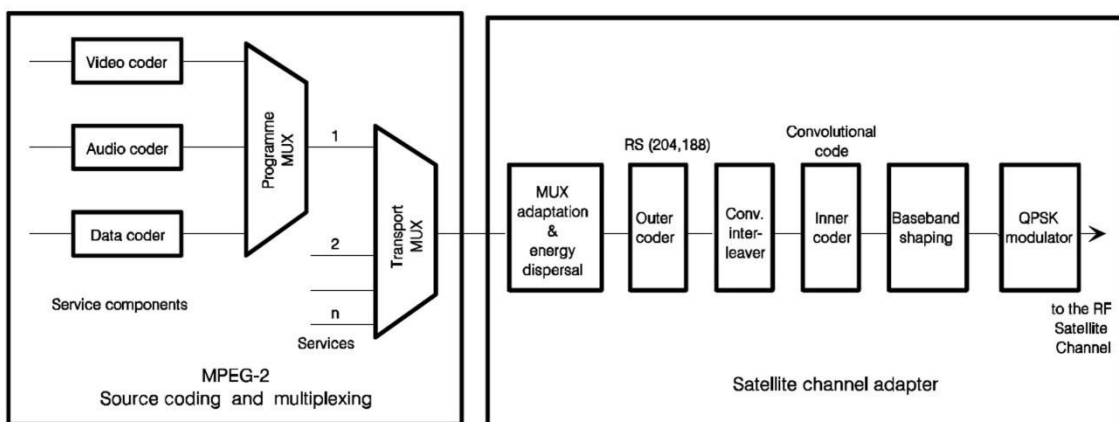 Video coder
Audio coder
Data coder
Service components
Programme
MUX
1
2
n
Services
Transport
MUX
MPEG-2
Source coding and multiplexing
MUX
adaptation
&
energy
dispersal
RS (204,188)
Outer
coder
Conv.
inter-
leaver
Convolutional
code
Inner
coder
Baseband
shaping
QPSK
modulator
to the RF
Satellite
Channel
Satellite channel adapter